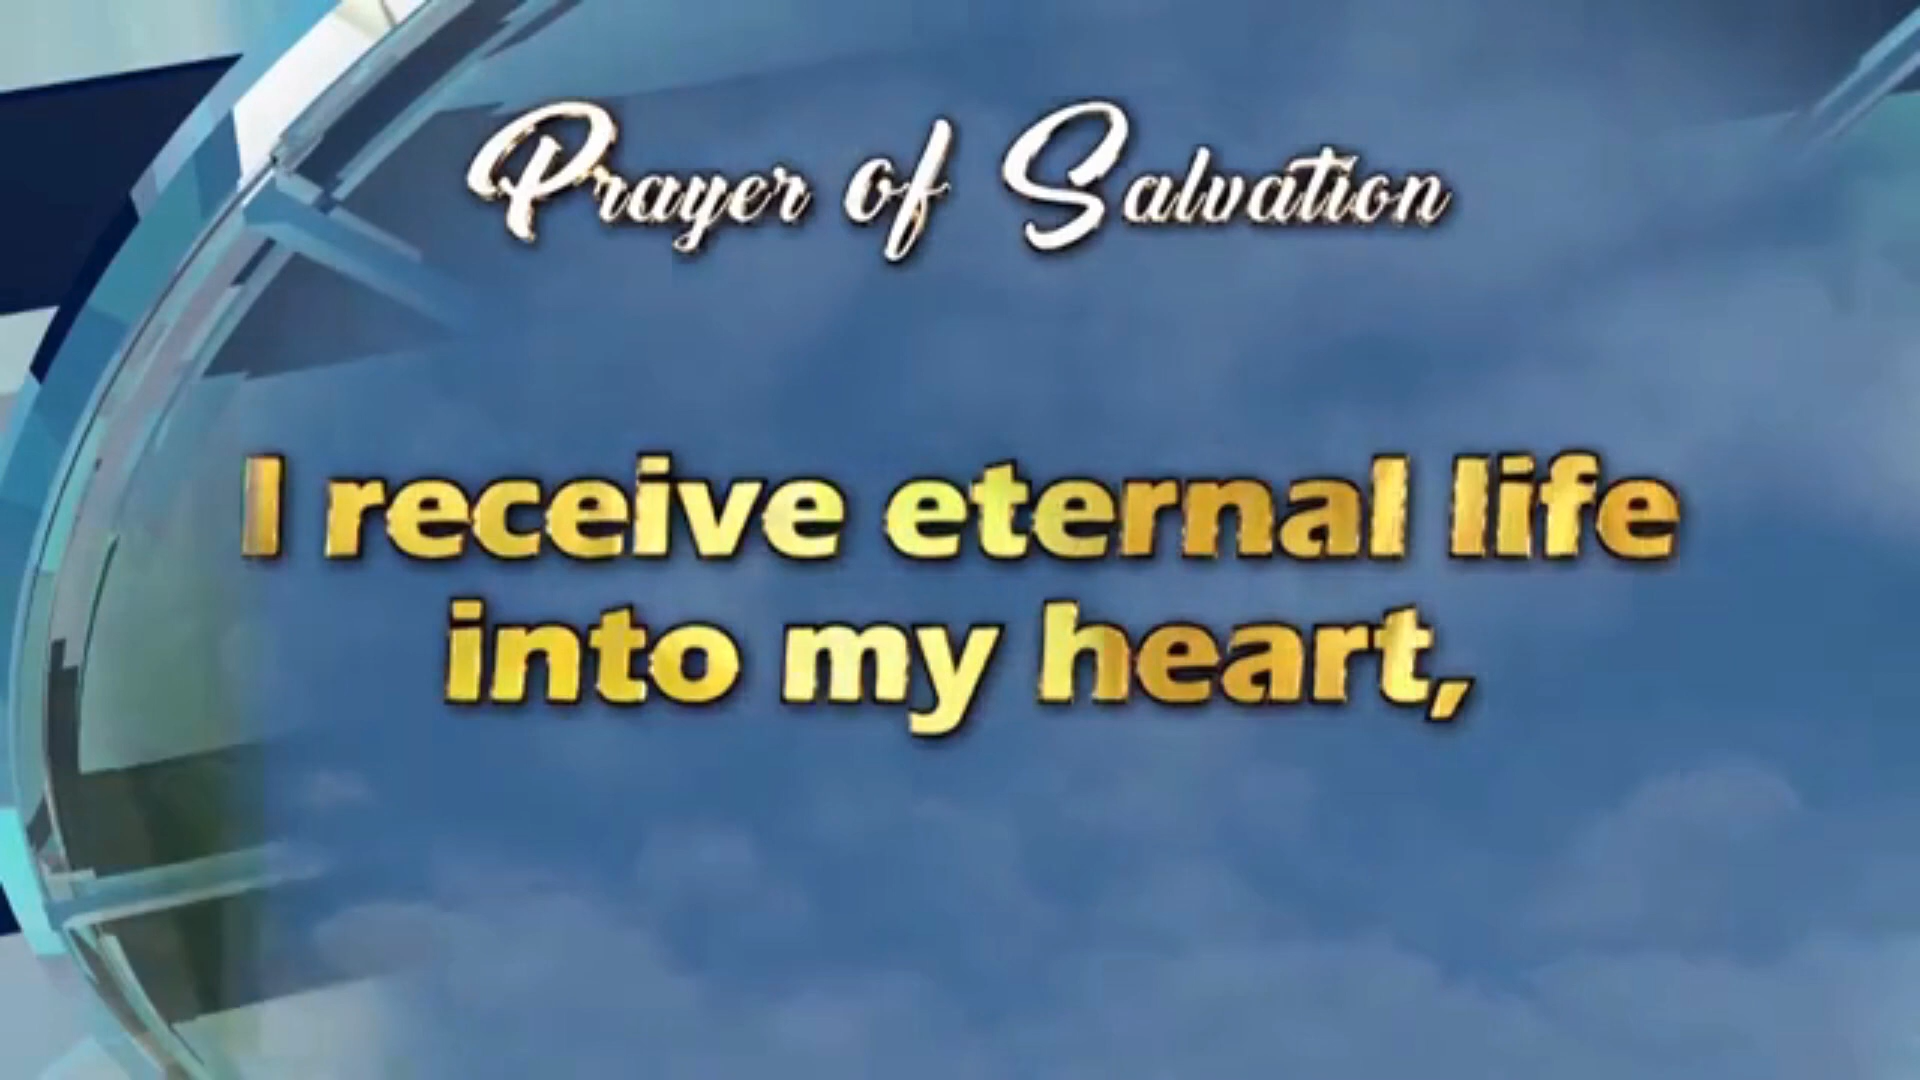 Prayer of Salvation
I receive eternal life
into my heart,